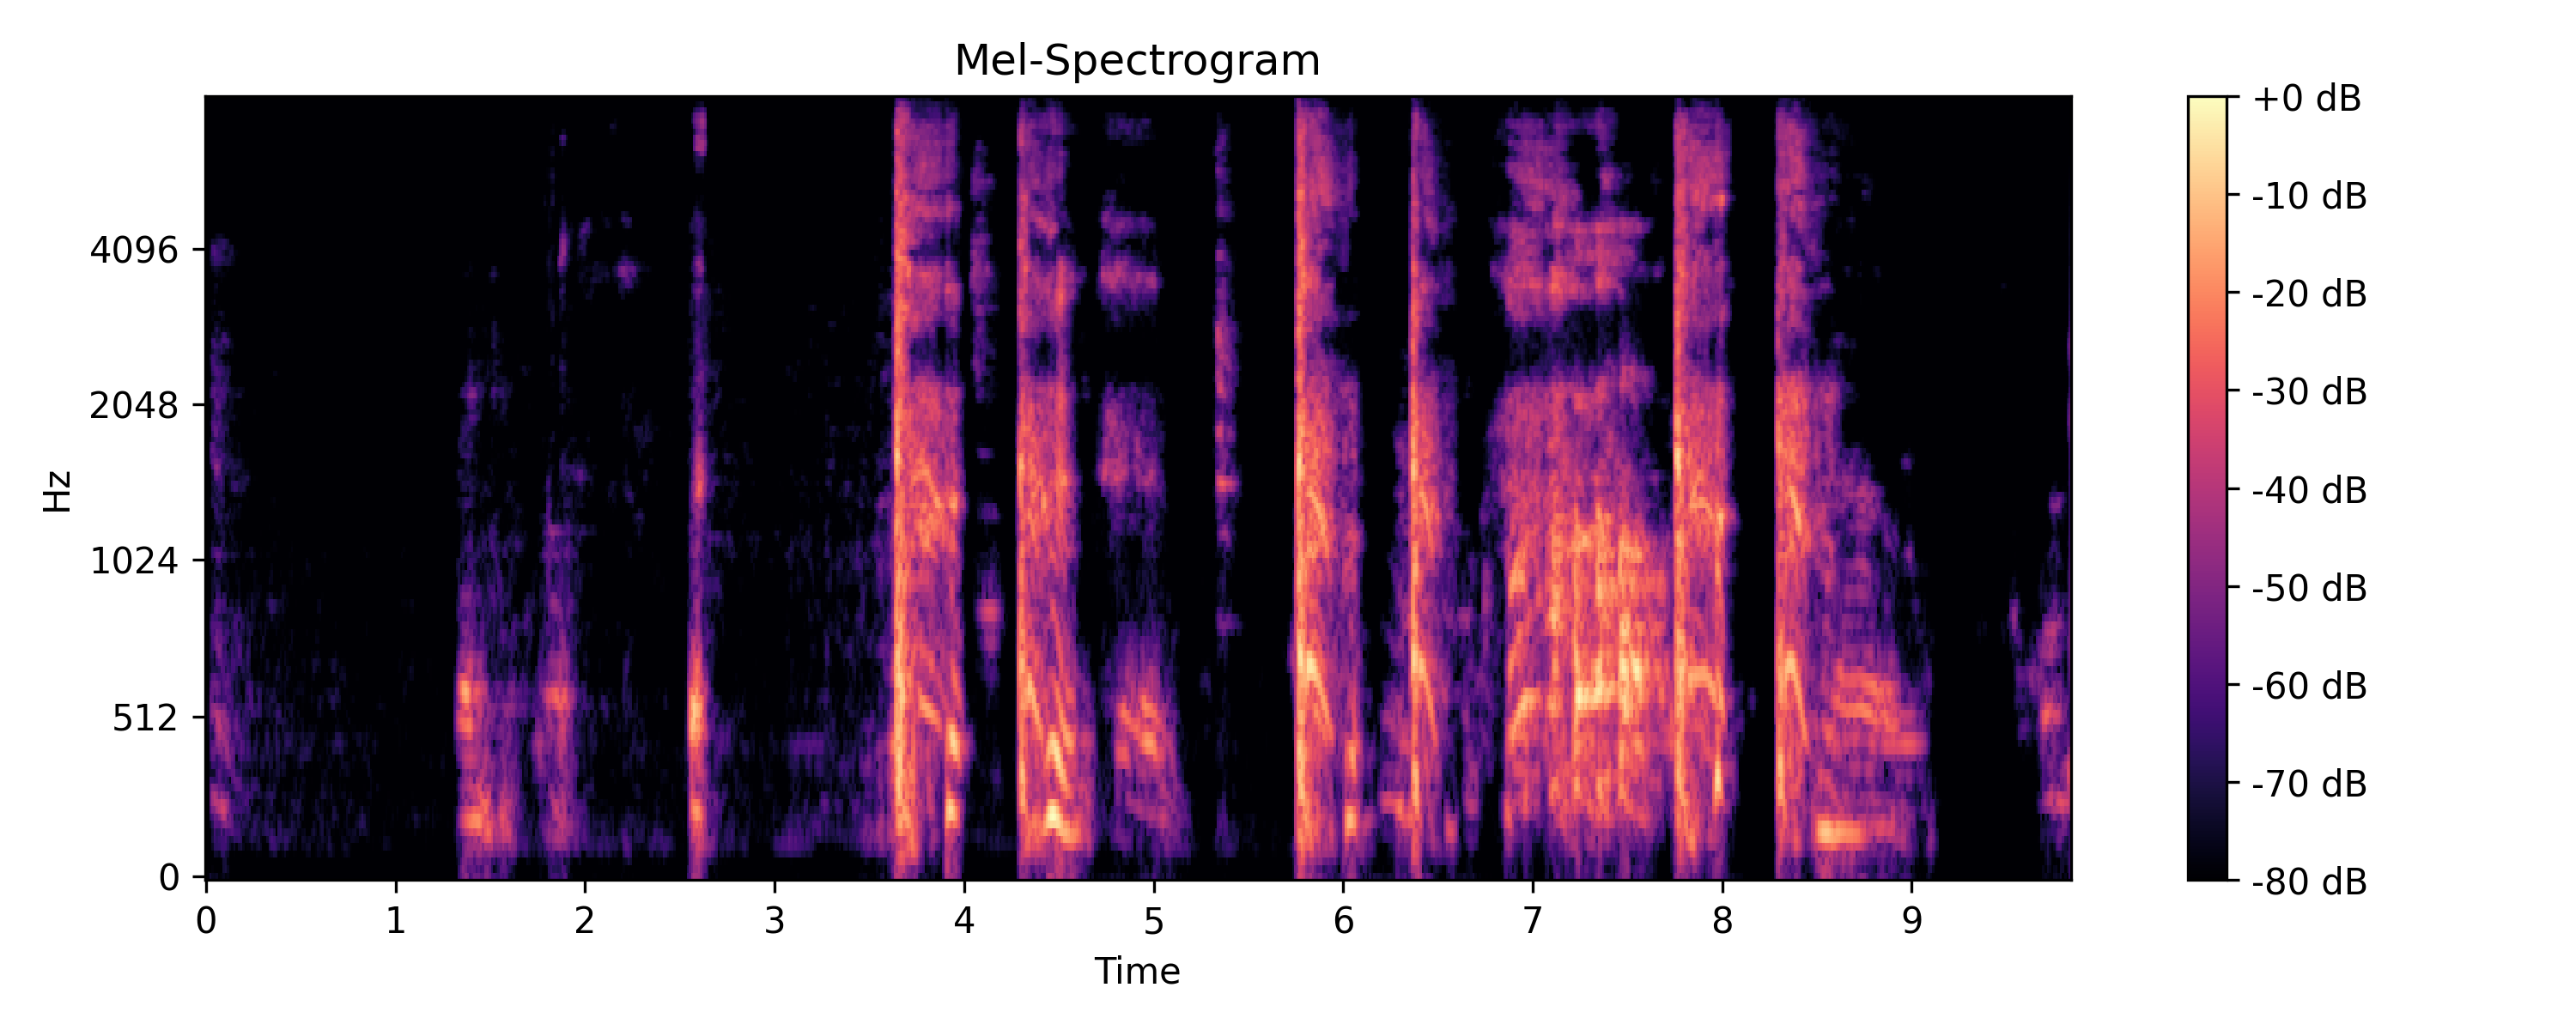 Mel-Spectrogram
+0 dB
-10 dB
-20 dB
-30 dB
-40 dB
-50 dB
-60 dB
-70 dB
-80 dB
4096
2048
1024
512
0
Hz
0 1 2 3 4 5 6 7 8 9
Time